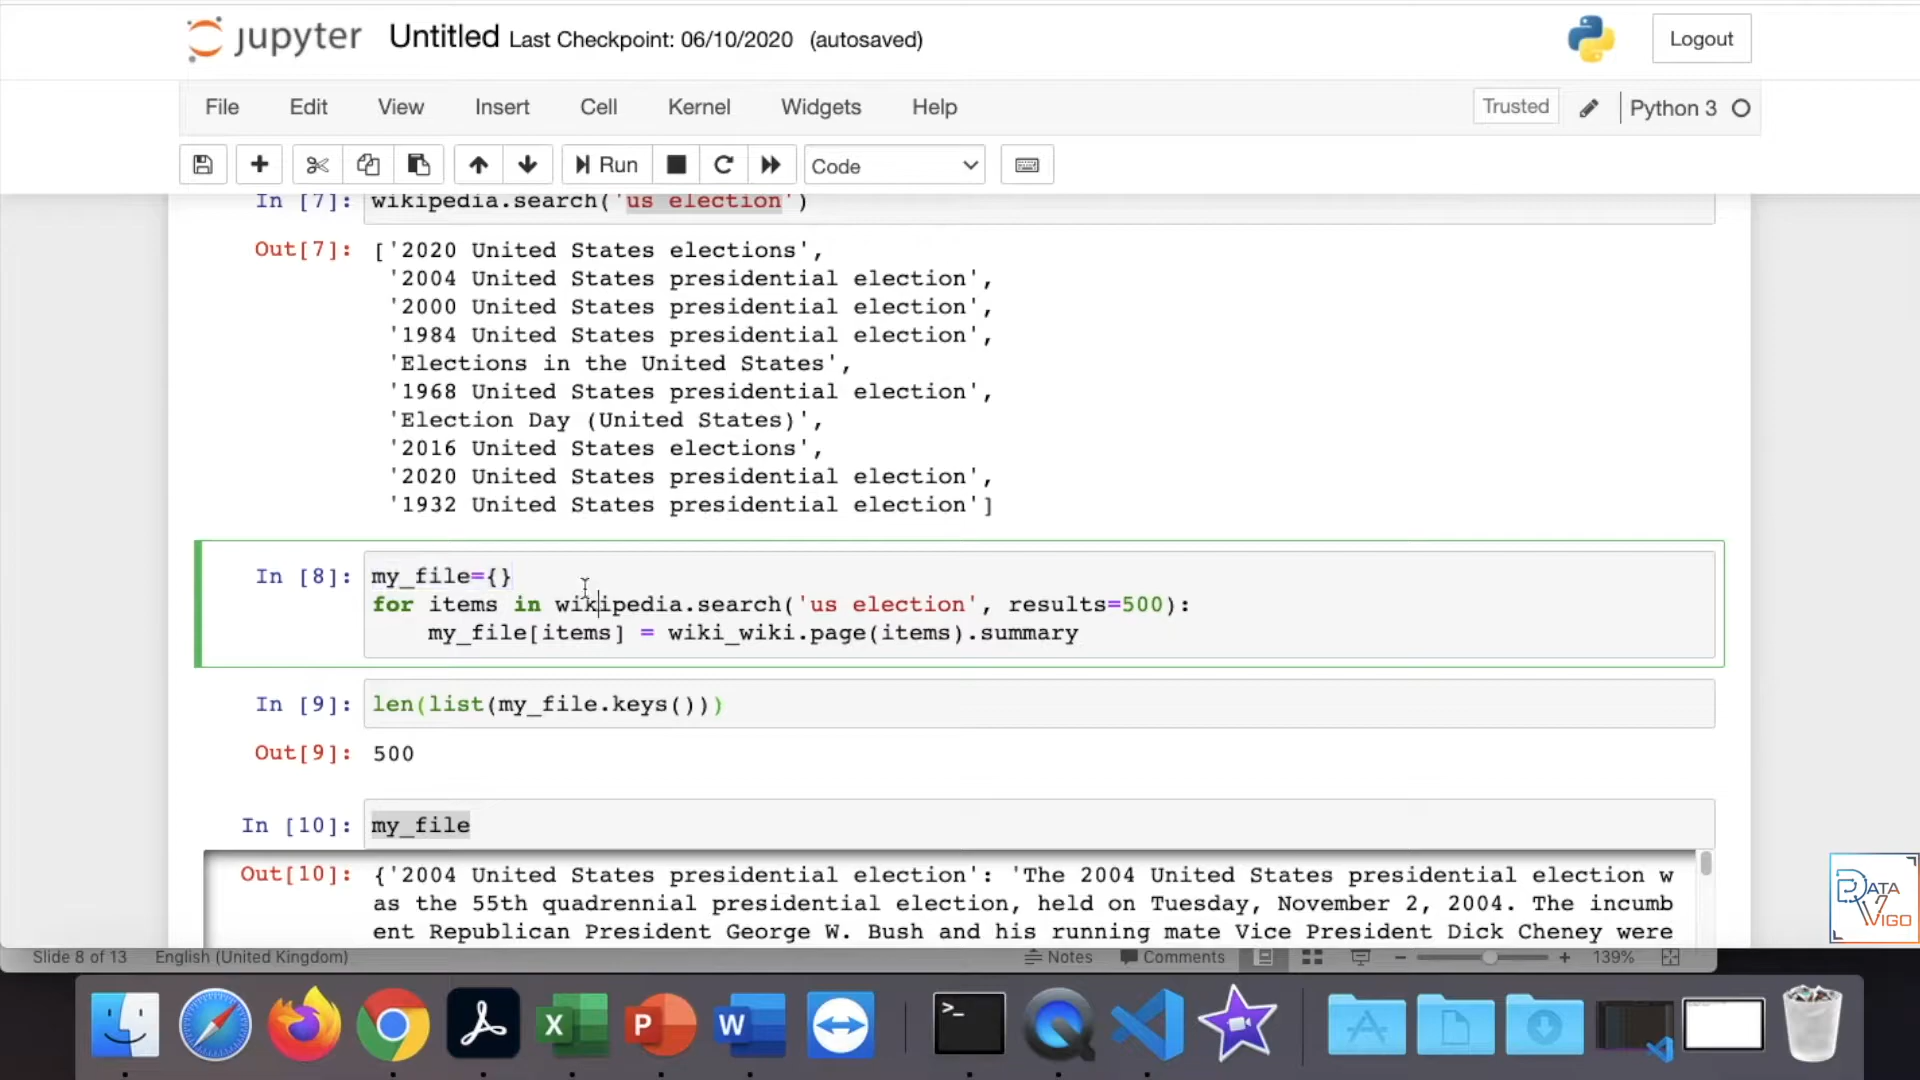 jupyter Untitled Last Checkpoint: 06/10/2020 (autosaved) Logout
File Edit View Insert Cell Kernel Widgets Help Trusted Python 3
Run Code
In [7]: wikipedia.search('us election')
Out[7]: ['2020 United States elections',
'2004 United States presidential election',
'2000 United States presidential election',
'1984 United States presidential election',
'Elections in the United States',
'1968 United States presidential election',
'Election Day (United States)',
'2016 United States elections',
'2020 United States presidential election',
'1932 United States presidential election']
In [8]: my_file={}
for items in wikipedia.search('us election', results=500):
my_file[items] = wiki_wiki.page(items).summary
In [9]: len(list(my_file.keys()))
Out[9]: 500
In [10]: my_file
Out[10]: {'2004 United States presidential election': 'The 2004 United States presidential election w
as the 55th quadrennial presidential election, held on Tuesday, November 2, 2004. The incumb
ent Republican President George W. Bush and his running mate Vice President Dick Cheney were
DATA
VIGO
Slide 8 of 13 English (United Kingdom) Notes Comments 139%
X P W >_